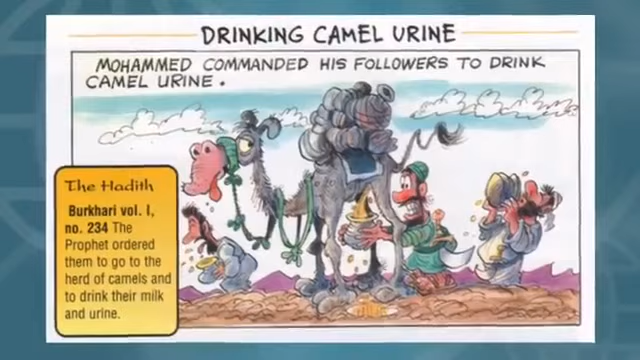 DRINKING CAMEL URINE
MOHAMMED COMMANDED HIS FOLLOWERS TO DRINK
CAMEL URINE.
The Hadith
Burkhari vol. I,
no. 234 The
Prophet ordered
them to go to the
herd of camels and
to drink their milk
and urine.